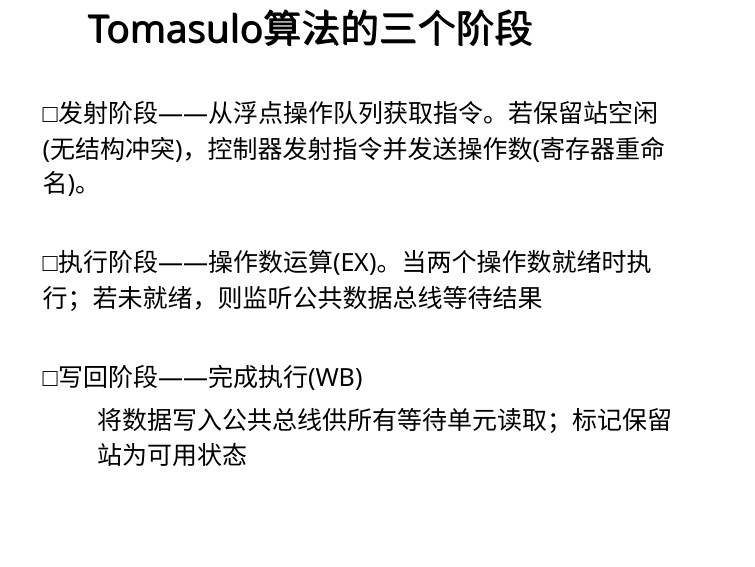 Tomasulo算法的三个阶段
□发射阶段——从浮点操作队列获取指令。若保留站空闲
(无结构冲突)，控制器发射指令并发送操作数(寄存器重命
名)。
□执行阶段——操作数运算(EX)。当两个操作数就绪时执
行；若未就绪，则监听公共数据总线等待结果
□写回阶段——完成执行(WB)
将数据写入公共总线供所有等待单元读取；标记保留
站为可用状态